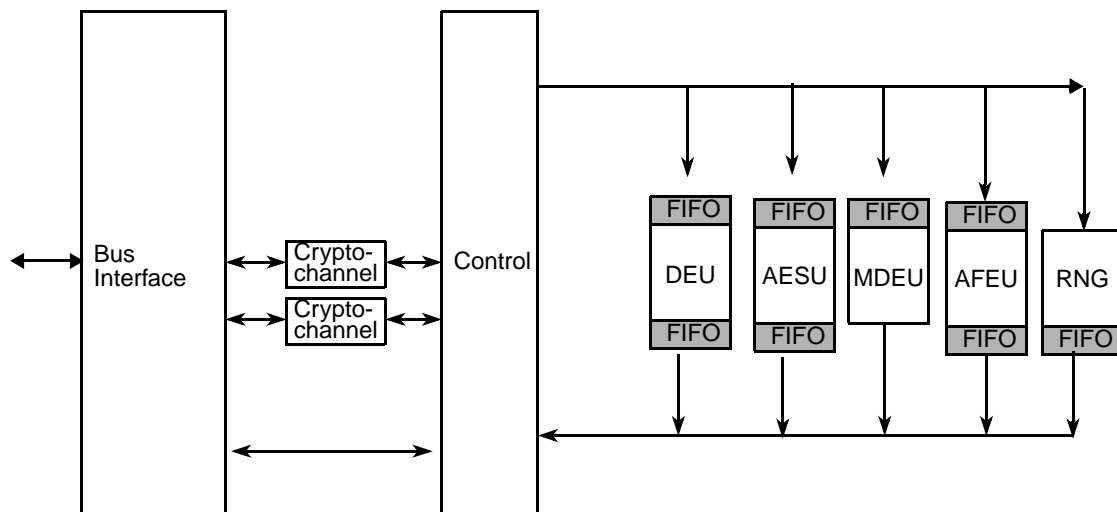 Bus
Interface
Crypto-
channel
Crypto-
channel
Control
FIFO
DEU
FIFO
FIFO
AESU
FIFO
FIFO
MDEU
FIFO
AFEU
FIFO
RNG
FIFO